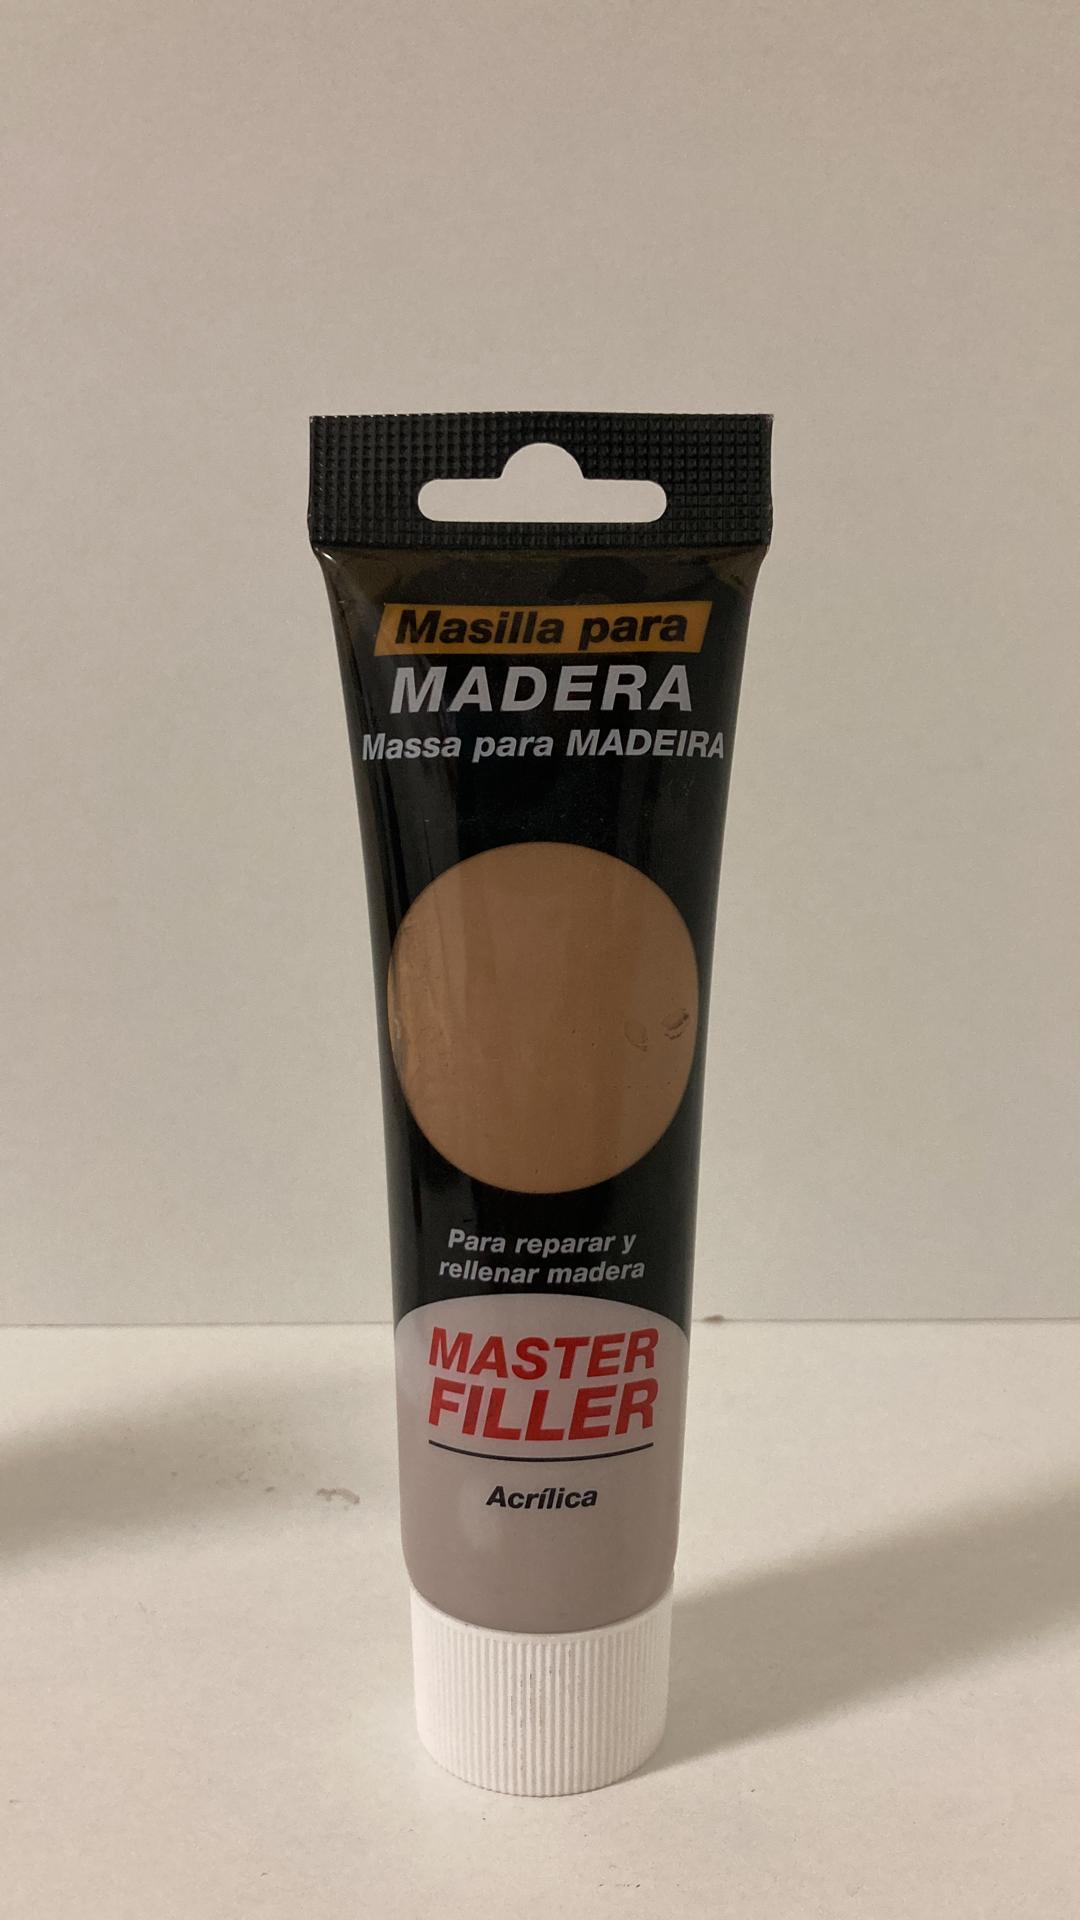 Masilla para
MADERA
Massa para MADEIRA
Para reparar y
rellenar madera
MASTER
FILLER
Acrílica